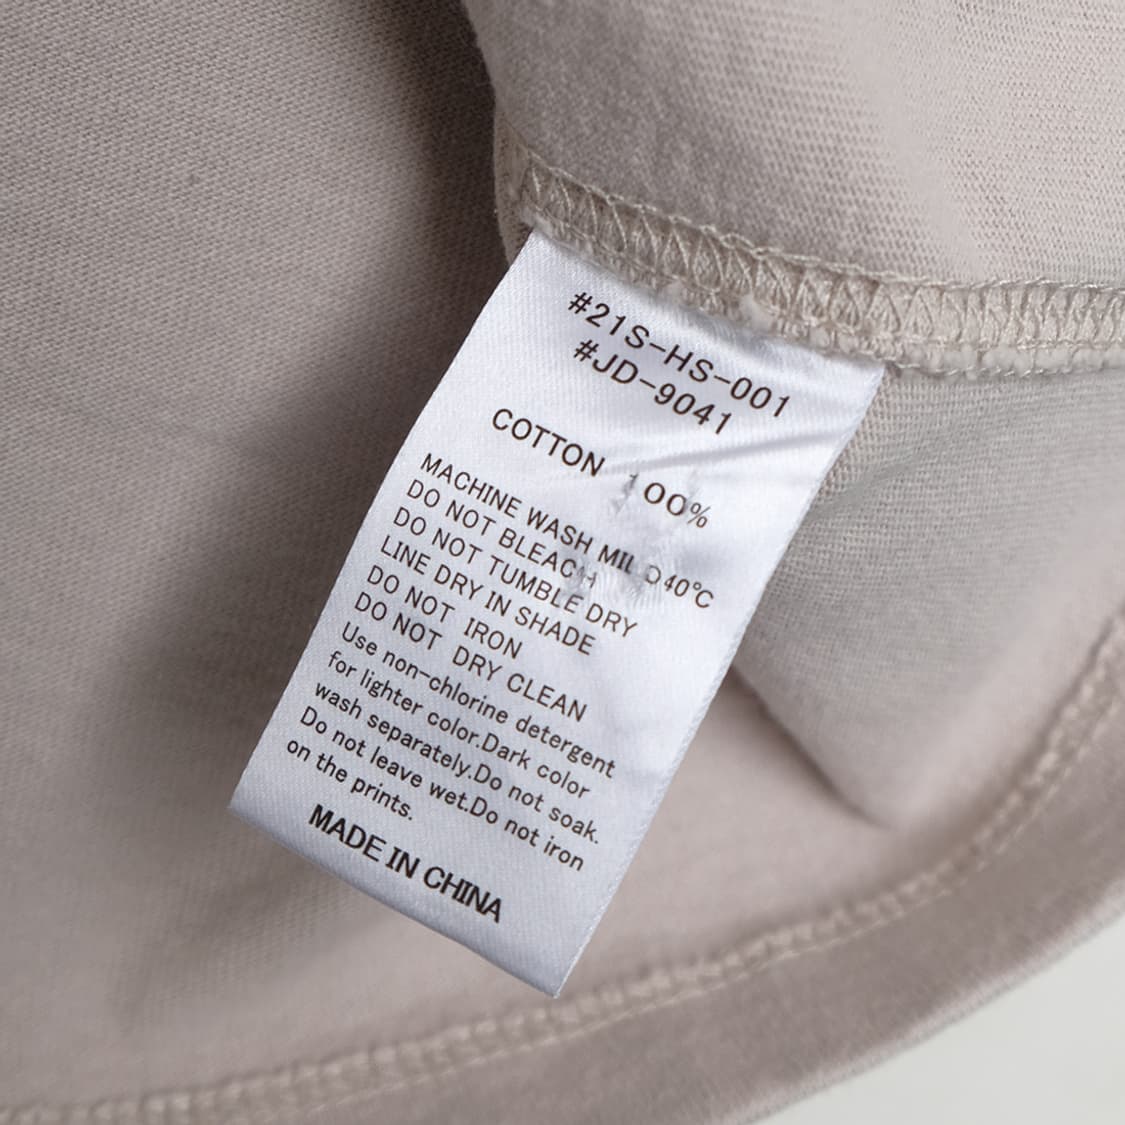 #21S-HS-001
#JD-9041
COTTON 100%
MACHINE WASH MILD 40°C
DO NOT BLEACH
DO NOT TUMBLE DRY
LINE DRY IN SHADE
DO NOT IRON
DO NOT DRY CLEAN
Use non-chlorine detergent
for lighter color.Dark color
wash separately.Do not soak.
Do not leave wet.Do not iron
on the prints.
MADE IN CHINA